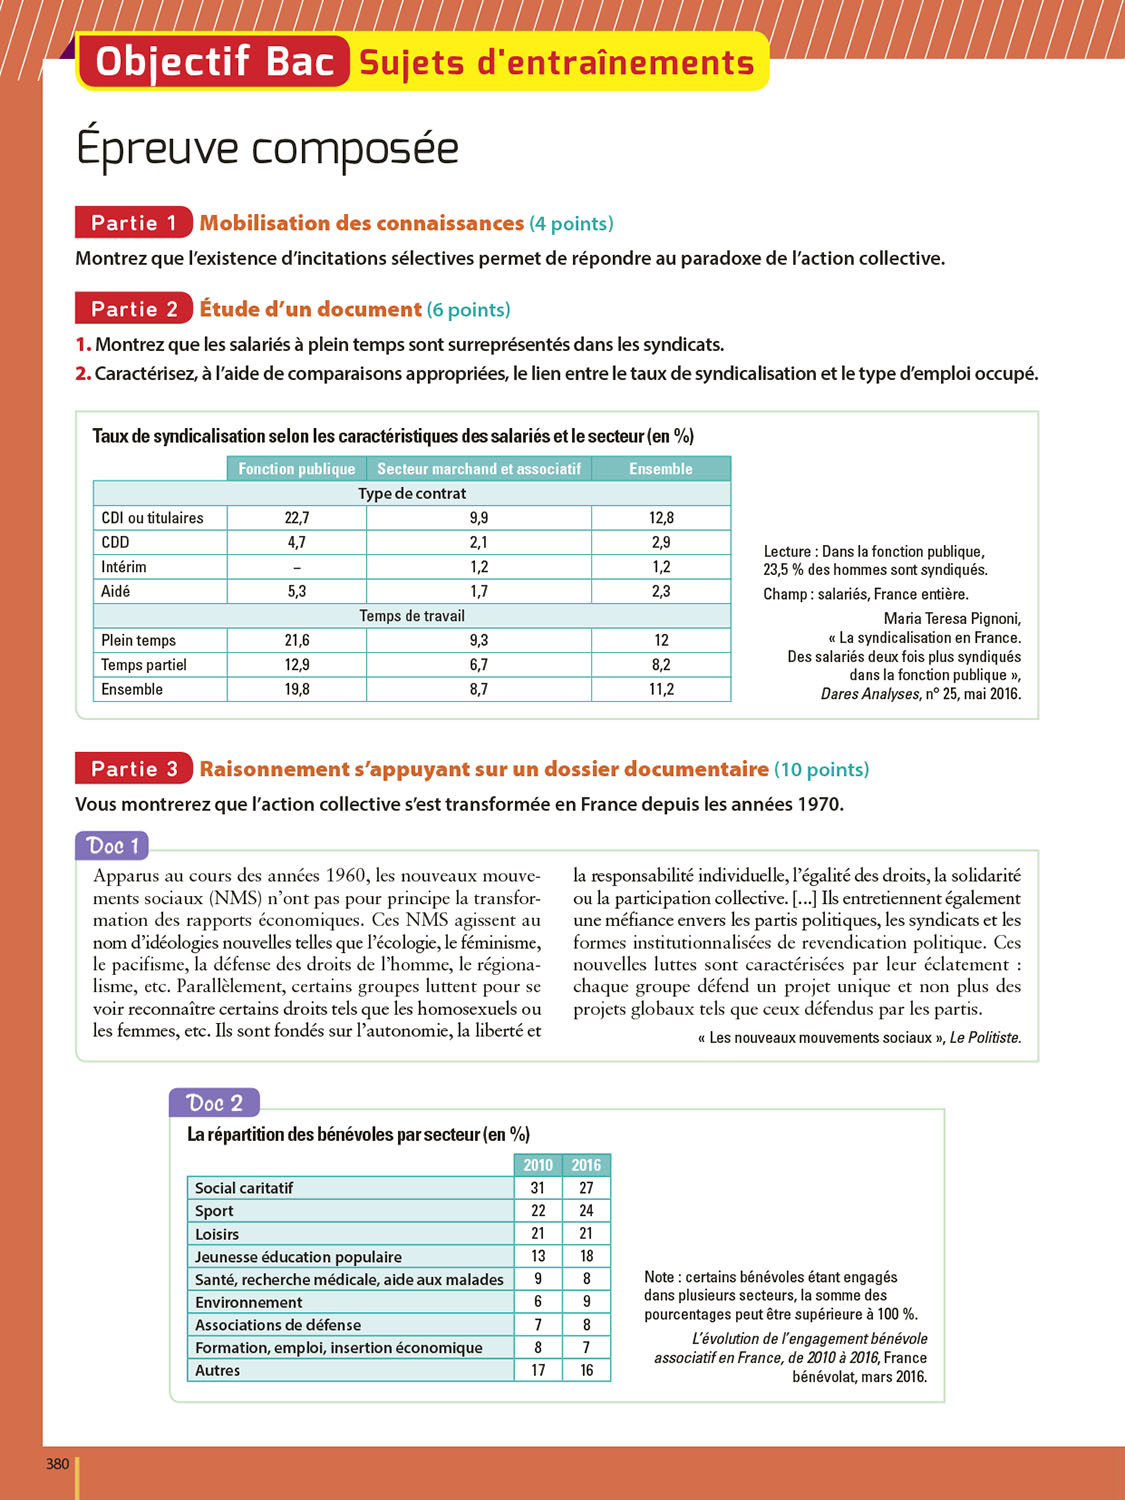 Objectif Bac Sujets d'entraînements
Épreuve composée
Partie 1 Mobilisation des connaissances (4 points)
Montrez que l'existence d'incitations sélectives permet de répondre au paradoxe de l'action collective.
Partie 2 Étude d'un document (6 points)
1. Montrez que les salariés à plein temps sont surreprésentés dans les syndicats.
2. Caractérisez, à l'aide de comparaisons appropriées, le lien entre le taux de syndicalisation et le type d'emploi occupé.
Taux de syndicalisation selon les caractéristiques des salariés et le secteur (en %)
Fonction publique Secteur marchand et associatif Ensemble
Type de contrat
CDI ou titulaires 22,7 9,9 12,8
CDD 4,7 2,1 2,9
Intérim – 1,2 1,2
Aidé 5,3 1,7 2,3
Temps de travail
Plein temps 21,6 9,3 12
Temps partiel 12,9 6,7 8,2
Ensemble 19,8 8,7 11,2
Lecture : Dans la fonction publique,
23,5 % des hommes sont syndiqués.
Champ : salariés, France entière.
Maria Teresa Pignoni,
« La syndicalisation en France.
Des salariés deux fois plus syndiqués
dans la fonction publique »,
Dares Analyses, n° 25, mai 2016.
Partie 3 Raisonnement s'appuyant sur un dossier documentaire (10 points)
Vous montrerez que l'action collective s'est transformée en France depuis les années 1970.
Doc 1
Apparus au cours des années 1960, les nouveaux mouve-
ments sociaux (NMS) n'ont pas pour principe la transfor-
mation des rapports économiques. Ces NMS agissent au
nom d'idéologies nouvelles telles que l'écologie, le féminisme,
le pacifisme, la défense des droits de l'homme, le régiona-
lisme, etc. Parallèlement, certains groupes luttent pour se
voir reconnaître certains droits tels que les homosexuels ou
les femmes, etc. Ils sont fondés sur l'autonomie, la liberté et
la responsabilité individuelle, l'égalité des droits, la solidarité
ou la participation collective. [...] Ils entretiennent également
une méfiance envers les partis politiques, les syndicats et les
formes institutionnalisées de revendication politique. Ces
nouvelles luttes sont caractérisées par leur éclatement :
chaque groupe défend un projet unique et non plus des
projets globaux tels que ceux défendus par les partis.
« Les nouveaux mouvements sociaux », Le Politiste.
Doc 2
La répartition des bénévoles par secteur (en %)
2010 2016
Social caritatif 31 27
Sport 22 24
Loisirs 21 21
Jeunesse éducation populaire 13 18
Santé, recherche médicale, aide aux malades 9 8
Environnement 6 9
Associations de défense 7 8
Formation, emploi, insertion économique 8 7
Autres 17 16
Note : certains bénévoles étant engagés
dans plusieurs secteurs, la somme des
pourcentages peut être supérieure à 100 %.
L'évolution de l'engagement bénévole
associatif en France, de 2010 à 2016, France
bénévolat, mars 2016.
380